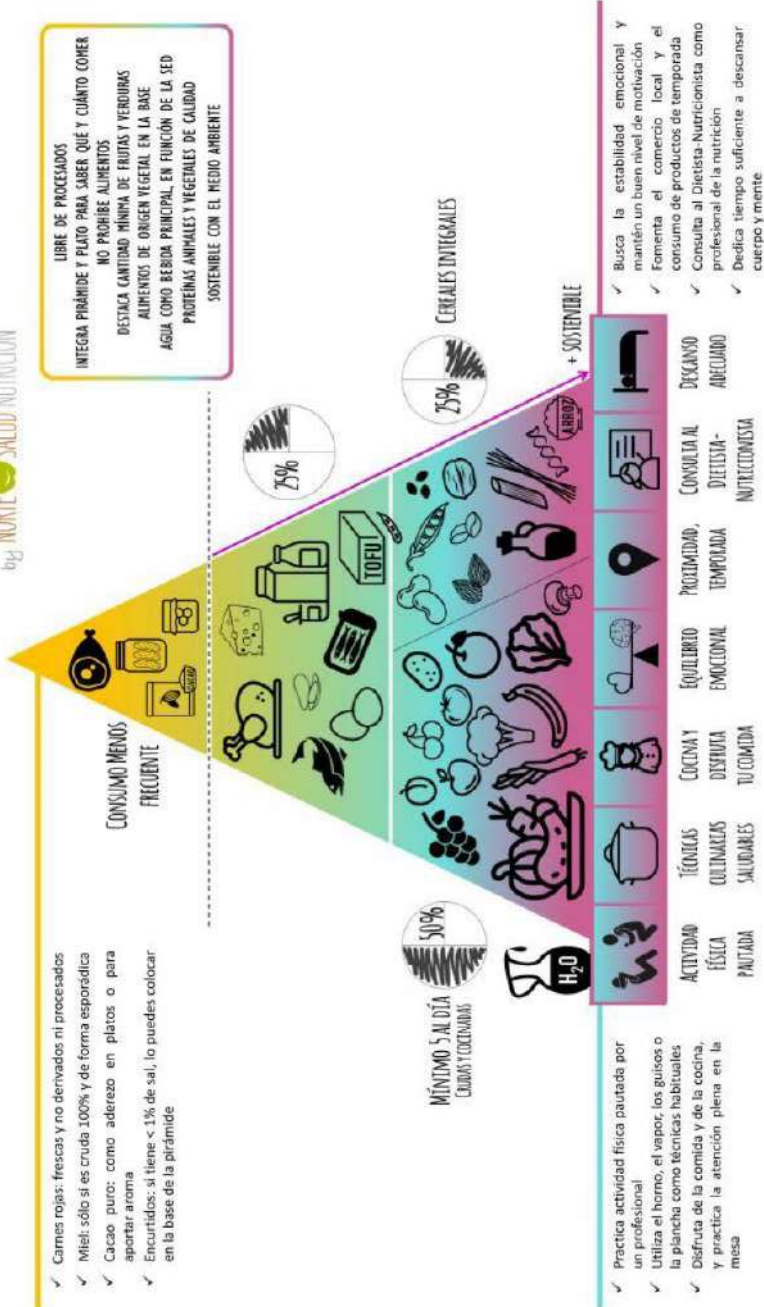 by NORTE SALUD NUTRICIÓN
LIBRE DE PROCESADOS
INTEGRA PIRÁMIDE Y PLATO PARA SABER QUÉ Y CUÁNTO COMER
NO PROHÍBE ALIMENTOS
DESTACA CANTIDAD MÍNIMA DE FRUTAS Y VERDURAS
ALIMENTOS DE ORIGEN VEGETAL EN LA BASE
AGUA COMO BEBIDA PRINCIPAL, EN FUNCIÓN DE LA SED
PROTEÍNAS ANIMALES Y VEGETALES DE CALIDAD
SOSTENIBLE CON EL MEDIO AMBIENTE
✓ Carnes rojas: frescas y no derivados ni procesados
✓ Miel: sólo si es cruda 100% y de forma esporádica
✓ Cacao puro: como aderezo en platos o para
aportar aroma
✓ Encurtidos: si tiene < 1% de sal, lo puedes colocar
en la base de la pirámide
CONSUMO MENOS
FRECUENTE
CACAO
TOFU
25%
MÍNIMO 5 AL DÍA
CRUDAS Y COCINADAS
50%
25%
CEREALES INTEGRALES
ARROZ
H₂O
+ SOSTENIBLE
ACTIVIDAD
FÍSICA
PAUTADA
TÉCNICAS
CULINARIAS
SALUDABLES
COCINA Y
DISFRUTA
TU COMIDA
EQUILIBRIO
EMOCIONAL
PROXIMIDAD,
TEMPORADA
CONSULTA AL
DIETISTA-
NUTRICIONISTA
DESCANSO
ADECUADO
✓ Practica actividad física pautada por
un profesional
✓ Utiliza el horno, el vapor, los guisos o
la plancha como técnicas habituales
✓ Disfruta de la comida y de la cocina,
y practica la atención plena en la
mesa
✓ Busca la estabilidad emocional y
mantén un buen nivel de motivación
✓ Fomenta el comercio local y el
consumo de productos de temporada
✓ Consulta al Dietista-Nutricionista como
profesional de la nutrición
✓ Dedica tiempo suficiente a descansar
cuerpo y mente